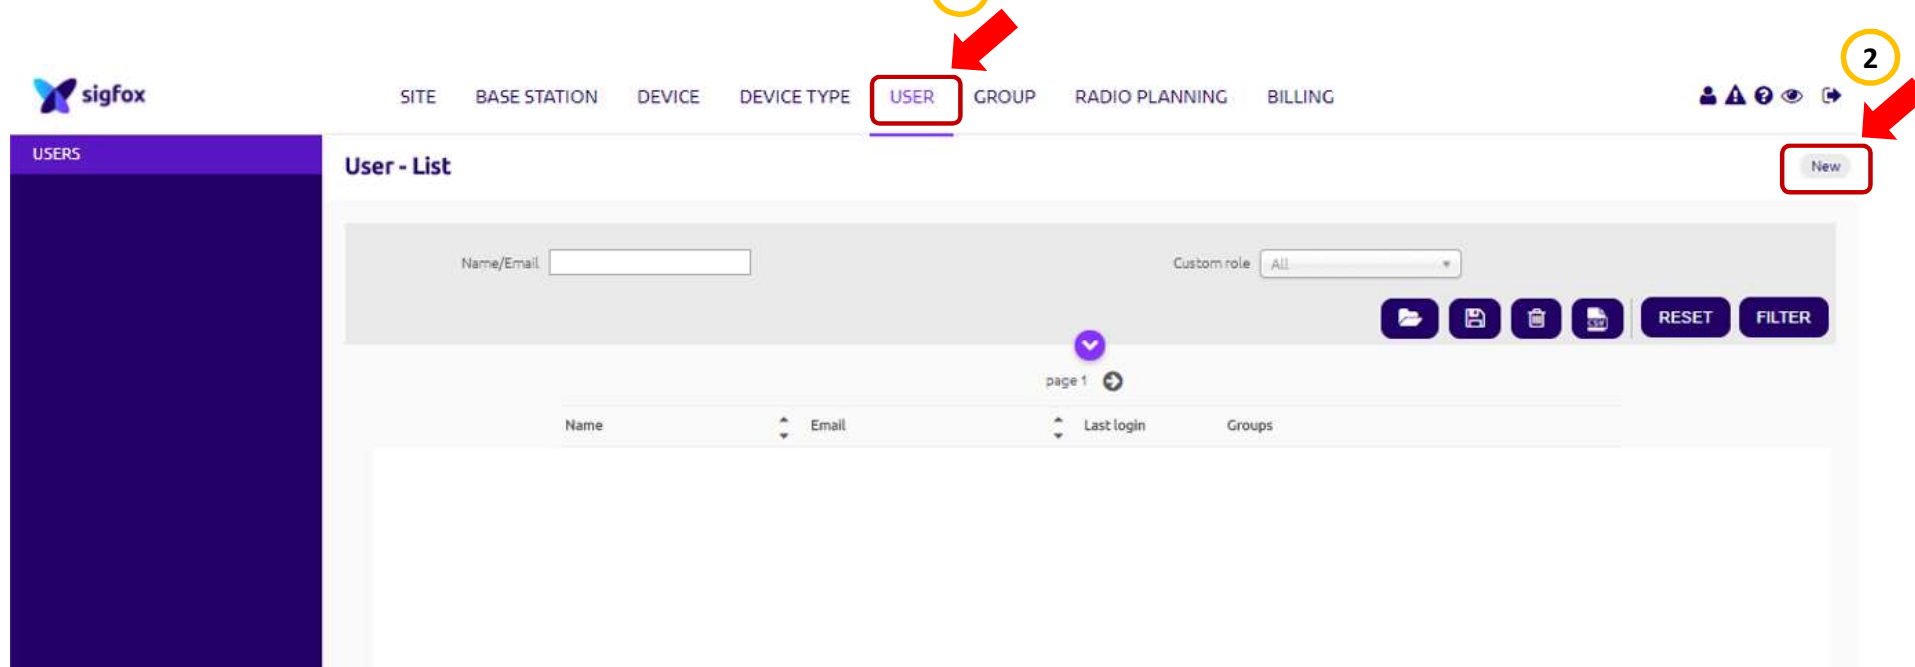 2
sigfox
SITE BASE STATION DEVICE DEVICE TYPE USER GROUP RADIO PLANNING BILLING
USERS
User - List
New
Name/Email
Custom role All
CSV
RESET FILTER
page 1
Name Email Last login Groups